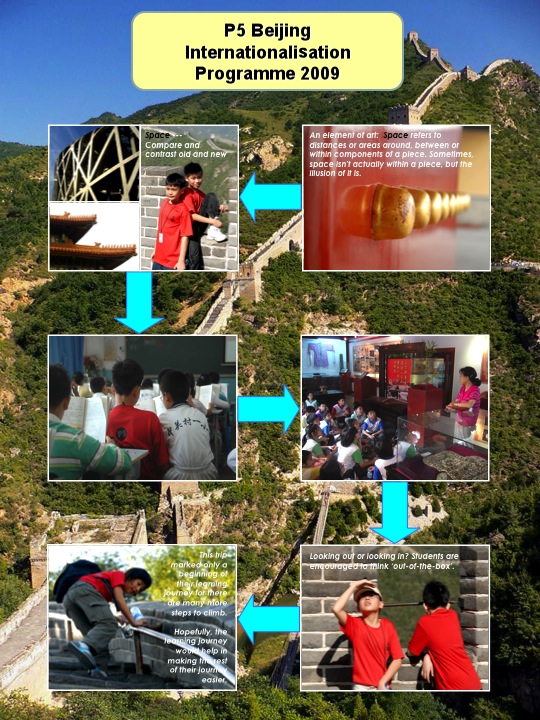 P5 Beijing
Internationalisation
Programme 2009
Space ---
Compare and
contrast old and new
An element of art: Space refers to
distances or areas around, between or
within components of a piece. Sometimes,
space isn't actually within a piece, but the
illusion of it is.
This trip
marked only a
beginning of
their learning
journey for there
are many more
steps to climb.
Hopefully, the
learning journey
would help in
making the rest
of their journey
easier.
Looking out or looking in? Students are
encouraged to think 'out-of-the-box'.